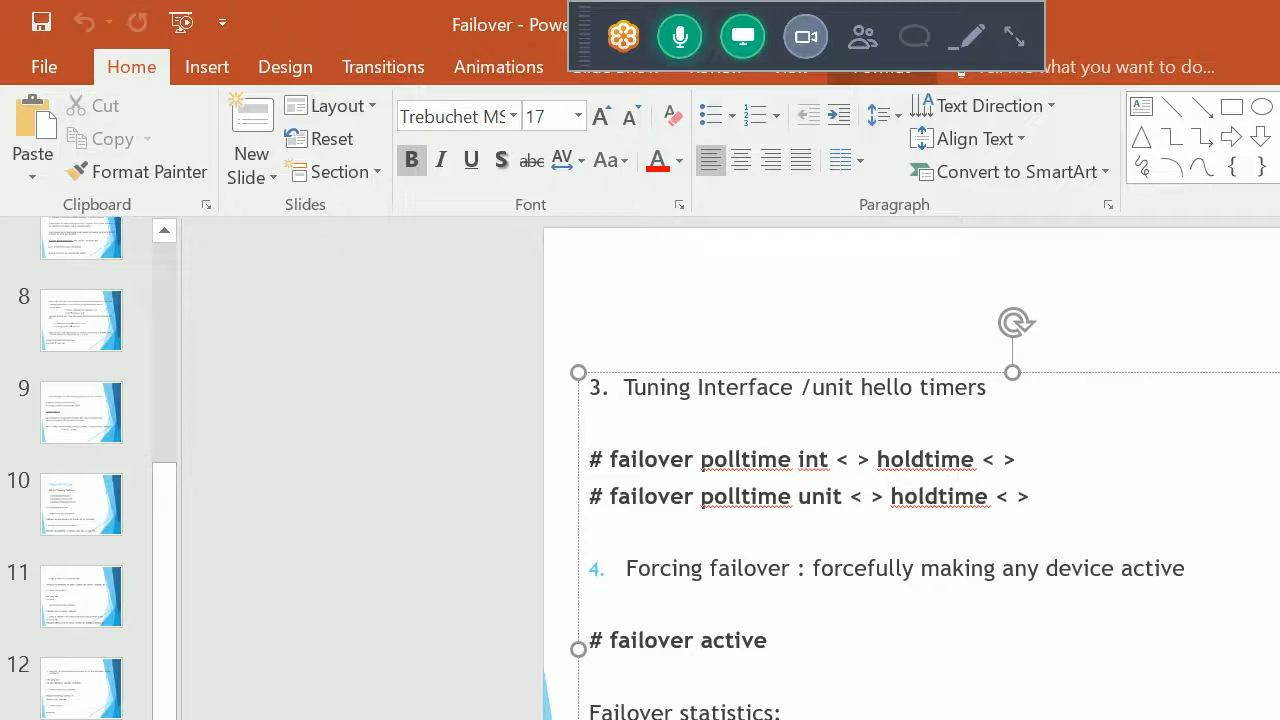 Failover - Powe
File
Home
Insert
Design
Transitions
Animations
Tell me what you want to do...
Paste
Cut
Copy
Format Painter
Clipboard
New
Slide
Layout
Reset
Section
Slides
Trebuchet MS
17
B I U S abc AV Aa A
Font
Text Direction
Align Text
Convert to SmartArt
Paragraph
8
9
10
11
12
3. Tuning Interface /unit hello timers
# failover polltime int < > holdtime < >
# failover polltime unit < > holdtime < >
4. Forcing failover : forcefully making any device active
# failover active
Failover statistics: